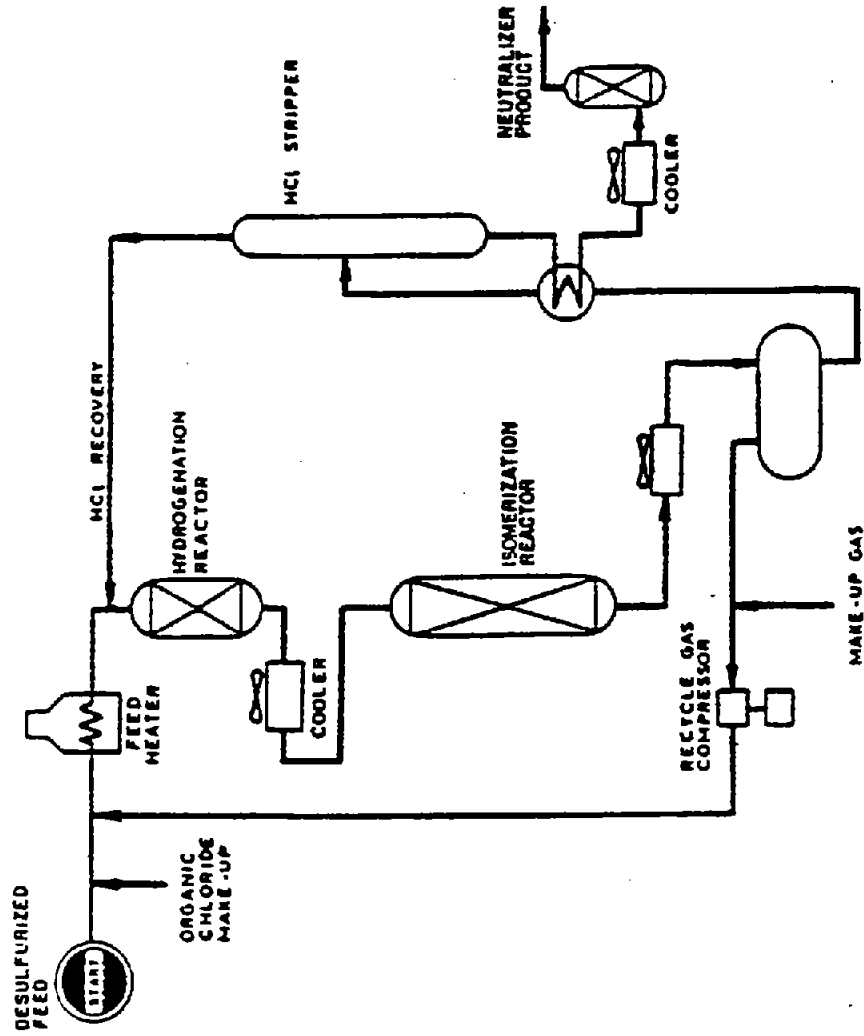 DESULFURIZED
FEED
START
ORGANIC
CHLORIDE
MAKE-UP
FEED
HEATER
HCl RECOVERY
HYDROGENATION
REACTOR
COOLER
ISOMERIZATION
REACTOR
RECYCLE GAS
COMPRESSOR
MAKE-UP GAS
HCl STRIPPER
COOLER
NEUTRALIZER
PRODUCT